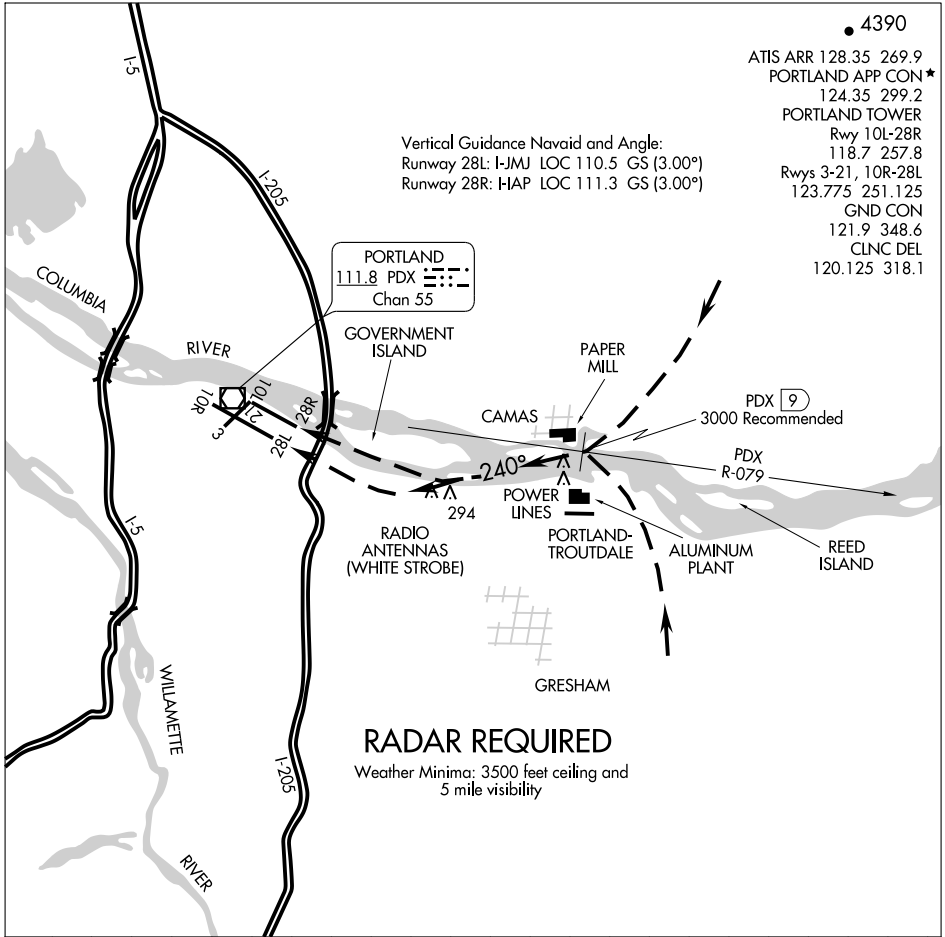 4390
ATIS ARR 128.35 269.9
PORTLAND APP CON★
124.35 299.2
PORTLAND TOWER
Rwy 10L-28R
118.7 257.8
Rwys 3-21, 10R-28L
123.775 251.125
GND CON
121.9 348.6
CLNC DEL
120.125 318.1
I-5
I-205
Vertical Guidance Navaid and Angle:
Runway 28L: I-JMJ LOC 110.5 GS (3.00°)
Runway 28R: I-IAP LOC 111.3 GS (3.00°)
PORTLAND
111.8 PDX
Chan 55
COLUMBIA
RIVER
GOVERNMENT
ISLAND
PAPER
MILL
CAMAS
PDX 9
3000 Recommended
PDX
R-079
10R
10L
21
3
28R
28L
240°
294
RADIO
ANTENNAS
(WHITE STROBE)
POWER
LINES
PORTLAND-
TROUTDALE
ALUMINUM
PLANT
REED
ISLAND
I-5
GRESHAM
WILLAMETTE
RIVER
I-205
RADAR REQUIRED
Weather Minima: 3500 feet ceiling and
5 mile visibility